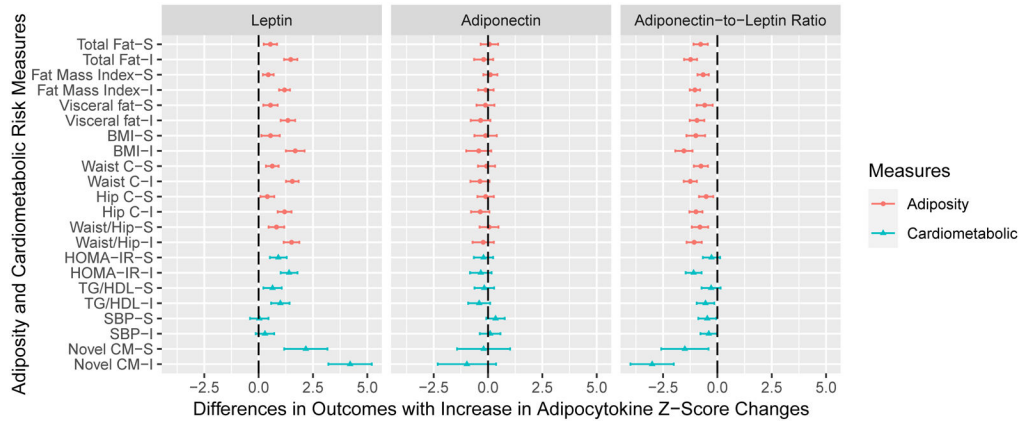 Leptin
Adiponectin
Adiponectin−to−Leptin Ratio
Adiposity and Cardiometabolic Risk Measures
Total Fat−S
Total Fat−I
Fat Mass Index−S
Fat Mass Index−I
Visceral fat−S
Visceral fat−I
BMI−S
BMI−I
Waist C−S
Waist C−I
Hip C−S
Hip C−I
Waist/Hip−S
Waist/Hip−I
HOMA−IR−S
HOMA−IR−I
TG/HDL−S
TG/HDL−I
SBP−S
SBP−I
Novel CM−S
Novel CM−I
−2.5 0.0 2.5 5.0 −2.5 0.0 2.5 5.0 −2.5 0.0 2.5 5.0
Differences in Outcomes with Increase in Adipocytokine Z−Score Changes
Measures
Adiposity
Cardiometabolic